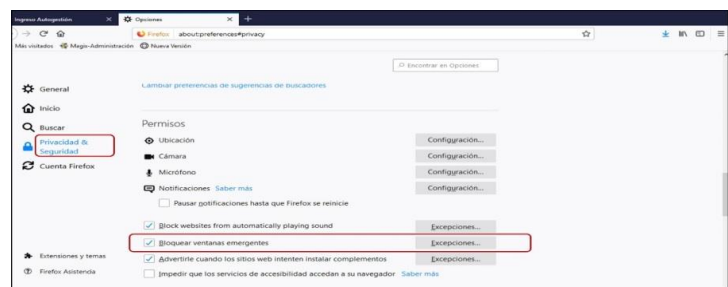 Ingreso Autogestión
Opciones
Firefox about:preferences#privacy
Más visitados Magis-Administración Nueva Versión
Encontrar en Opciones
General
Cambiar preferencias de sugerencias de buscadores
Inicio
Buscar
Privacidad &
Seguridad
Cuenta Firefox
Permisos
Ubicación Configuración...
Cámara Configuración...
Micrófono Configuración...
Notificaciones Saber más Configuración...
Pausar notificaciones hasta que Firefox se reinicie
Block websites from automatically playing sound Excepciones...
Bloquear ventanas emergentes Excepciones...
Advertirle cuando los sitios web intenten instalar complementos Excepciones...
Impedir que los servicios de accesibilidad accedan a su navegador Saber más
Extensiones y temas
Firefox Asistencia